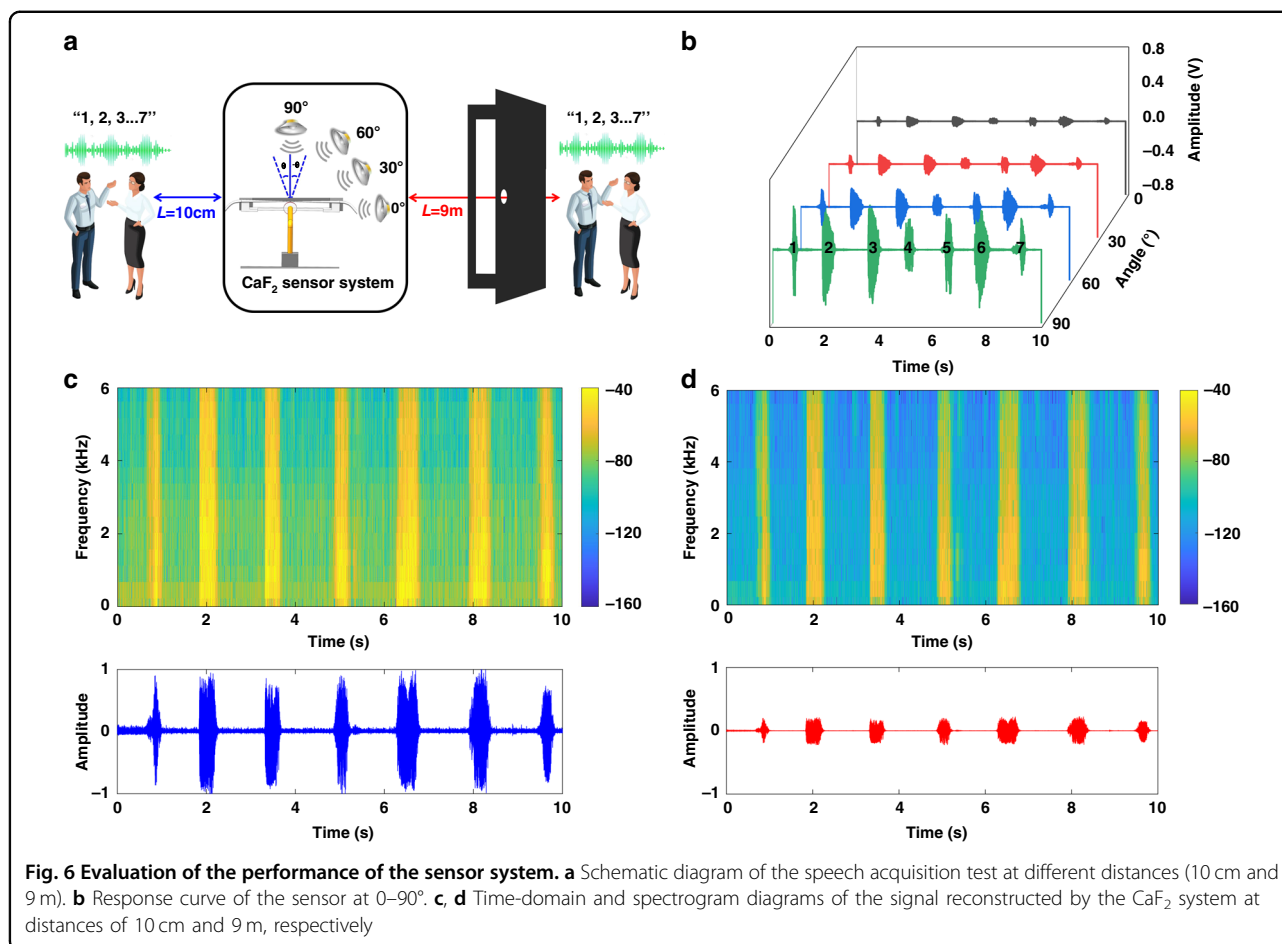 a
"1, 2, 3...7"
90°
60°
30°
0°
θ θ
L=10cm
CaF₂ sensor system
L=9m
"1, 2, 3...7"
b
0.8
0.4
0.0
−0.4
−0.8
Amplitude (V)
1 2 3 4 5 6 7
0
30
60
90
Angle (°)
0 2 4 6 8 10
Time (s)
c
6
4
2
0
Frequency (kHz)
0 2 4 6 8 10
Time (s)
−40
−80
−120
−160
1
0
−1
Amplitude
0 2 4 6 8 10
Time (s)
d
6
4
2
0
Frequency (kHz)
0 2 4 6 8 10
Time (s)
−40
−80
−120
−160
1
0
−1
Amplitude
0 2 4 6 8 10
Time (s)
Fig. 6 Evaluation of the performance of the sensor system. a Schematic diagram of the speech acquisition test at different distances (10 cm and
9 m). b Response curve of the sensor at 0–90°. c, d Time-domain and spectrogram diagrams of the signal reconstructed by the CaF₂ system at
distances of 10 cm and 9 m, respectively